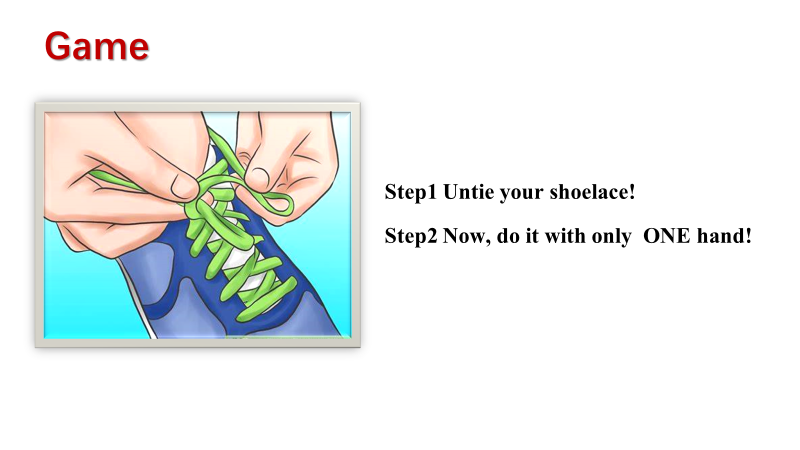 Game
Step1 Untie your shoelace!
Step2 Now, do it with only  ONE hand!